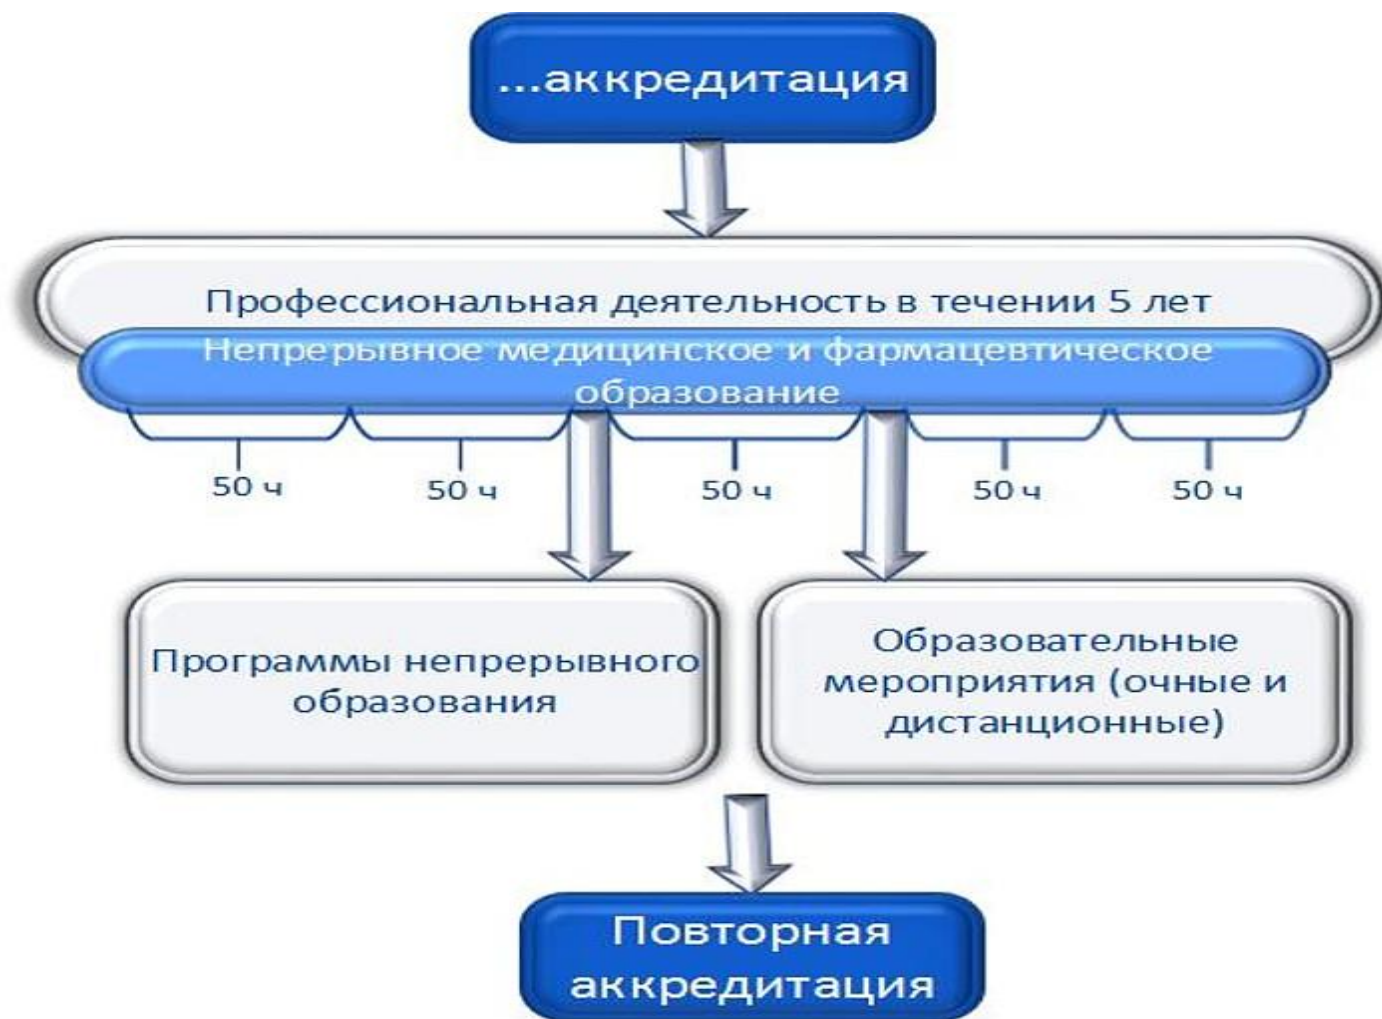 ...аккредитация
Профессиональная деятельность в течении 5 лет
Непрерывное медицинское и фармацевтическое
образование
50 ч
50 ч
50 ч
50 ч
50 ч
Программы непрерывного
образования
Образовательные
мероприятия (очные и
дистанционные)
Повторная
аккредитация